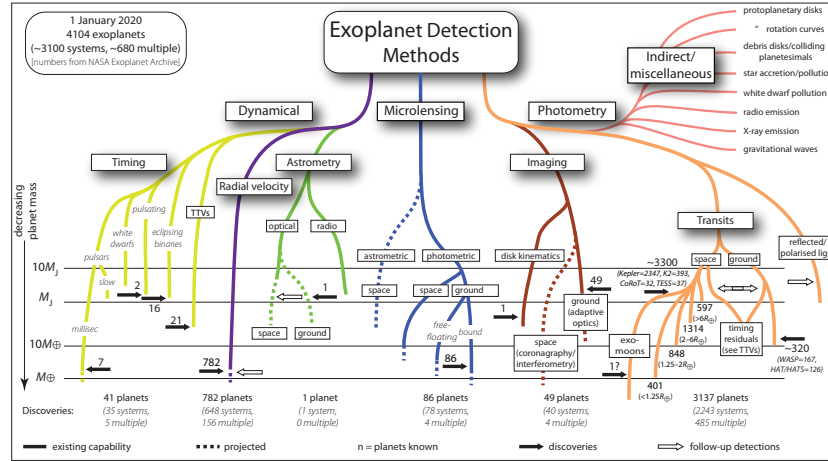 1 January 2020
4104 exoplanets
(~3100 systems, ~680 multiple)
[numbers from NASA Exoplanet Archive]
Exoplanet Detection
Methods
Indirect/
miscellaneous
protoplanetary disks
" rotation curves
debris disks/colliding
planetesimals
star accretion/pollution
white dwarf pollution
radio emission
X-ray emission
gravitational waves
Dynamical
Microlensing
Photometry
Timing
Astrometry
Imaging
Radial velocity
Transits
decreasing
planet mass
pulsars
slow
millisec
white
dwarfs
pulsating
eclipsing
binaries
TTVs
optical
radio
space
ground
astrometric
photometric
space
space
ground
free-
floating
bound
disk kinematics
space
(coronagraphy/
interferometry)
ground
(adaptive
optics)
space
ground
reflected/
polarised lig
~3300
(Kepler=2347, K2=393,
CoRoT=32, TESS=37)
exo-
moons
timing
residuals
(see TTVs)
597
(>6R⊕)
1314
(2–6R⊕)
848
(1.25–2R⊕)
401
(<1.25R⊕)
~320
(WASP=167,
HAT/HATS=126)
10MJ
MJ
10M⊕
M⊕
2
16
21
7
782
1
86
1
49
1?
Discoveries:
41 planets
(35 systems,
5 multiple)
782 planets
(648 systems,
156 multiple)
1 planet
(1 system,
0 multiple)
86 planets
(78 systems,
4 multiple)
49 planets
(40 systems,
4 multiple)
3137 planets
(2243 systems,
485 multiple)
existing capability
projected
n = planets known
discoveries
follow-up detections